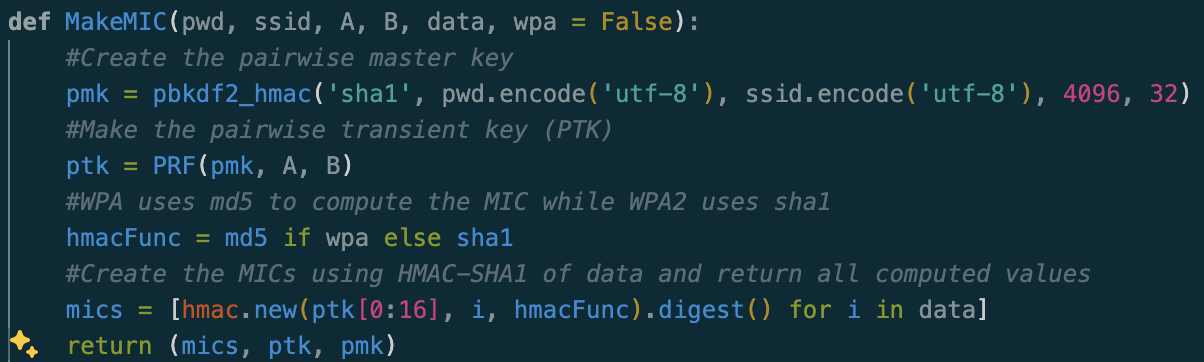 def MakeMIC(pwd, ssid, A, B, data, wpa = False):
    #Create the pairwise master key
    pmk = pbkdf2_hmac('sha1', pwd.encode('utf-8'), ssid.encode('utf-8'), 4096, 32)
    #Make the pairwise transient key (PTK)
    ptk = PRF(pmk, A, B)
    #WPA uses md5 to compute the MIC while WPA2 uses sha1
    hmacFunc = md5 if wpa else sha1
    #Create the MICs using HMAC-SHA1 of data and return all computed values
    mics = [hmac.new(ptk[0:16], i, hmacFunc).digest() for i in data]
    return (mics, ptk, pmk)